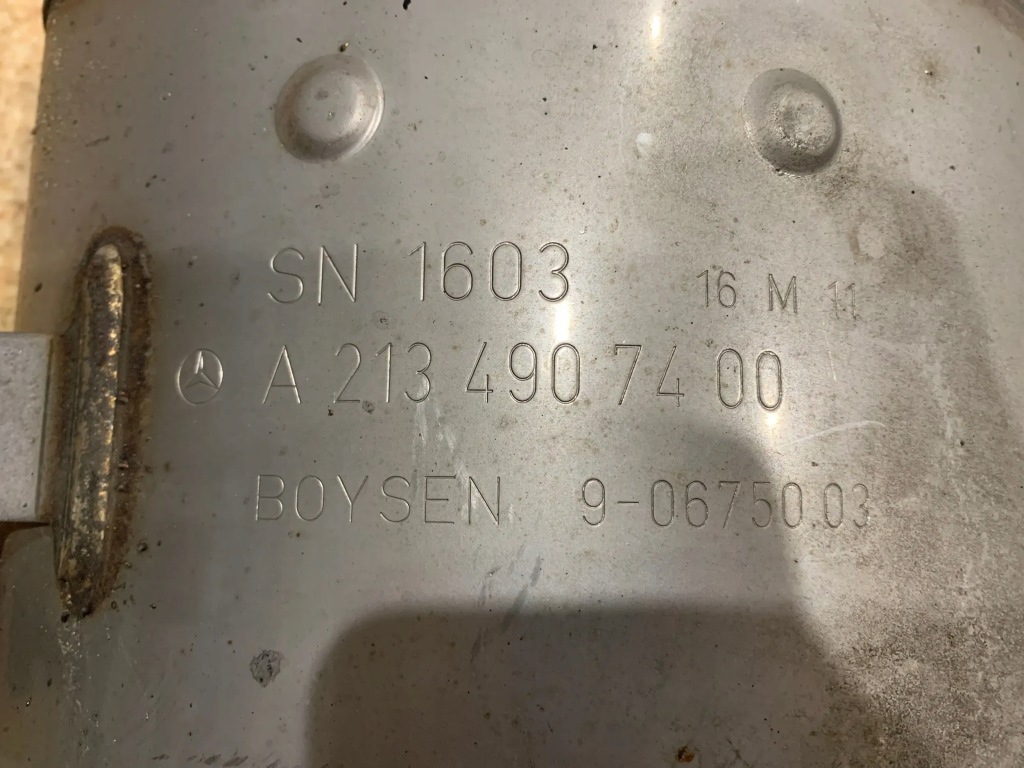 SN 1603 16 M 11
A 213 490 74 00
BOYSEN 9-06750.03